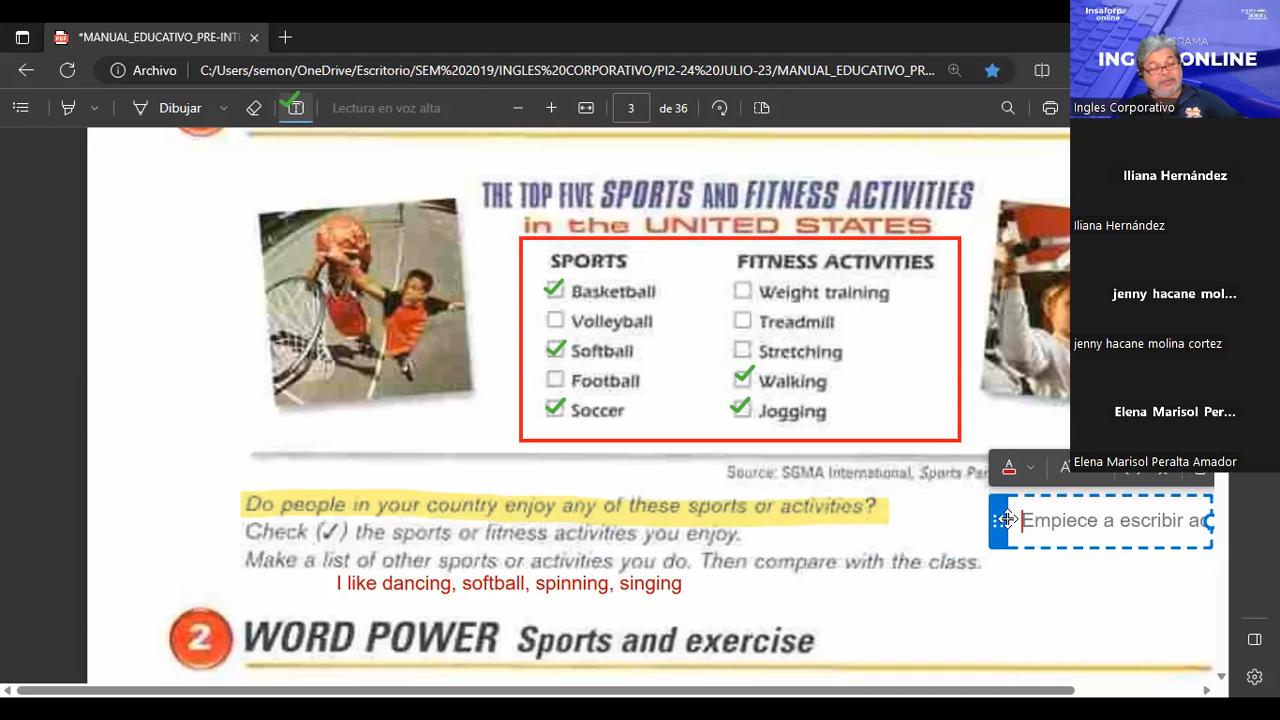 *MANUAL_EDUCATIVO_PRE-INTE
Archivo
C:/Users/semon/OneDrive/Escritorio/SEM%2019/INGLES%20CORPORATIVO/PI2-24%20JULIO-23/MANUAL_EDUCATIVO_PR...
Dibujar
Lectura en voz alta
3
de 36
Insaforp
online
ING
ONLINE
Ingles Corporativo
Iliana Hernández
Iliana Hernández
jenny hacane mol...
jenny hacane molina cortez
Elena Marisol Per...
Elena Marisol Peralta Amador
THE TOP FIVE SPORTS AND FITNESS ACTIVITIES
in the UNITED STATES
SPORTS
FITNESS ACTIVITIES
Basketball
Weight training
Volleyball
Treadmill
Softball
Stretching
Football
Walking
Soccer
Jogging
Source: SGMA International, Sports
Do people in your country enjoy any of these sports or activities?
Empiece a escribir
Check (✓) the sports or fitness activities you enjoy.
Make a list of other sports or activities you do. Then compare with the class.
I like dancing, softball, spinning, singing
2 WORD POWER Sports and exercise